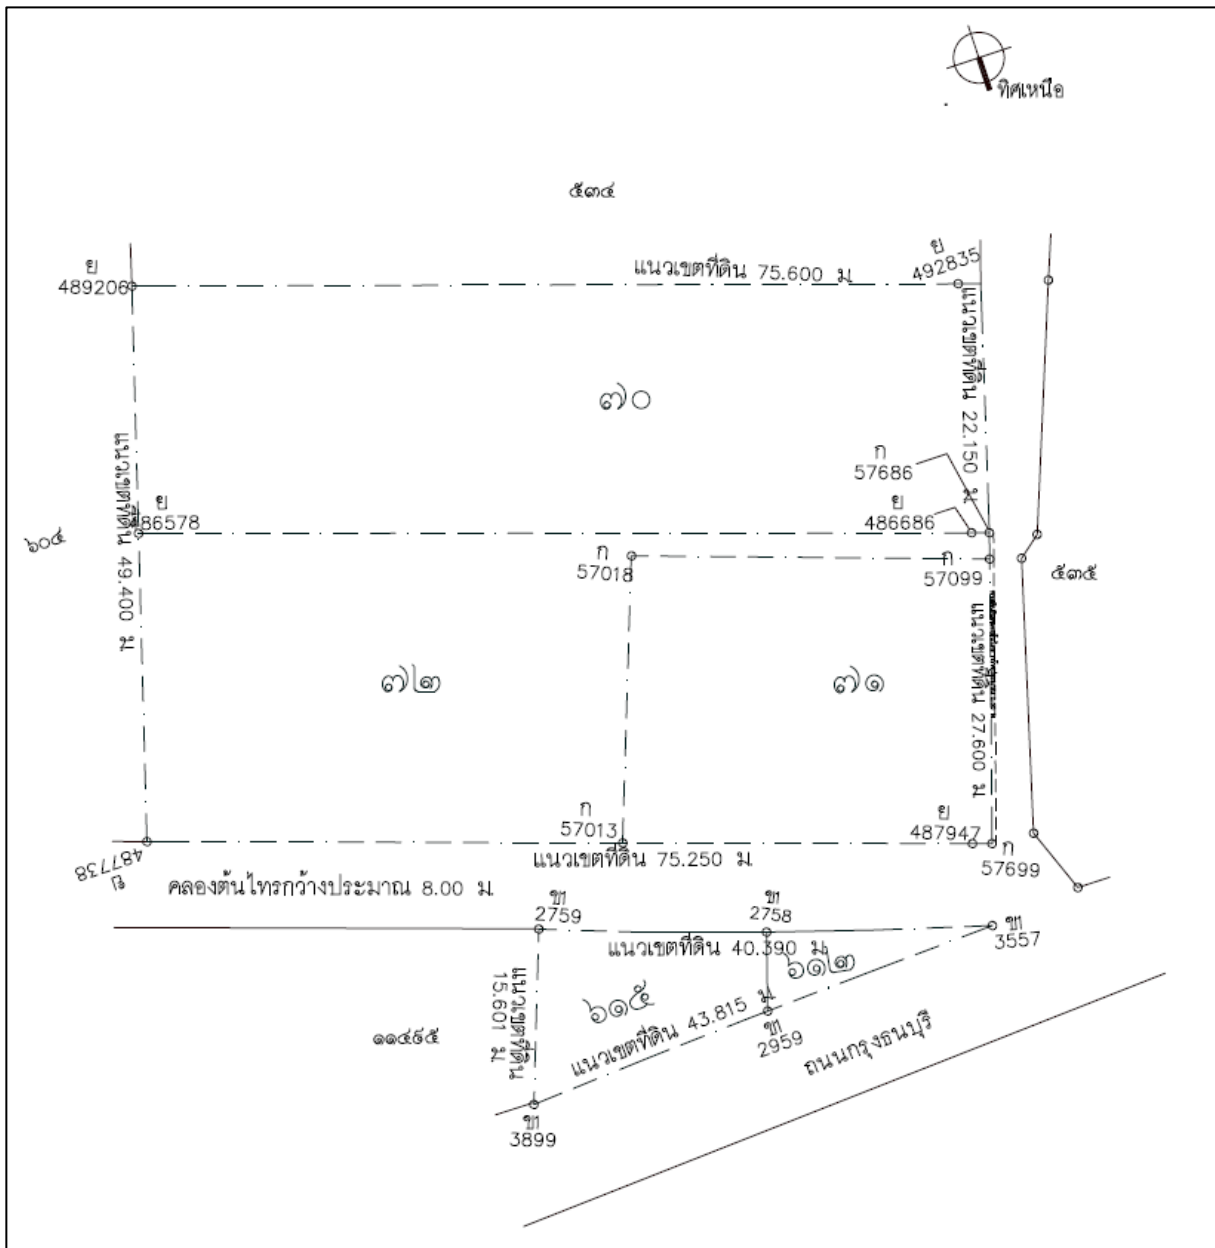 ทิศเหนือ
๕๓๔
ย
489206
แนวเขตที่ดิน 75.600 ม
ย
492835
แนวเขตที่ดิน 22.150 ม
๗๐
ก
57686
ย
486686
แนวเขตที่ดิน 49.400 ม
ย
86578
๖๐๕
ก
57018
ก
57099
๕๓๕
แนวเขตที่ดิน 27.600 ม
๗๒
๗๑
ก
57013
ย
487947
ก
57699
ย
487738
แนวเขตที่ดิน 75.250 ม
คลองต้นไทรกว้างประมาณ 8.00 ม
ขา
2759
ขา
2758
ขา
3557
แนวเขตที่ดิน 40.390 ม
๖๑๒
แนวเขตที่ดิน
15.601 ม
๖๑๕
แนวเขตที่ดิน 43.815 ม
ขา
2959
ถนนกรุงธนบุรี
ขา
3899